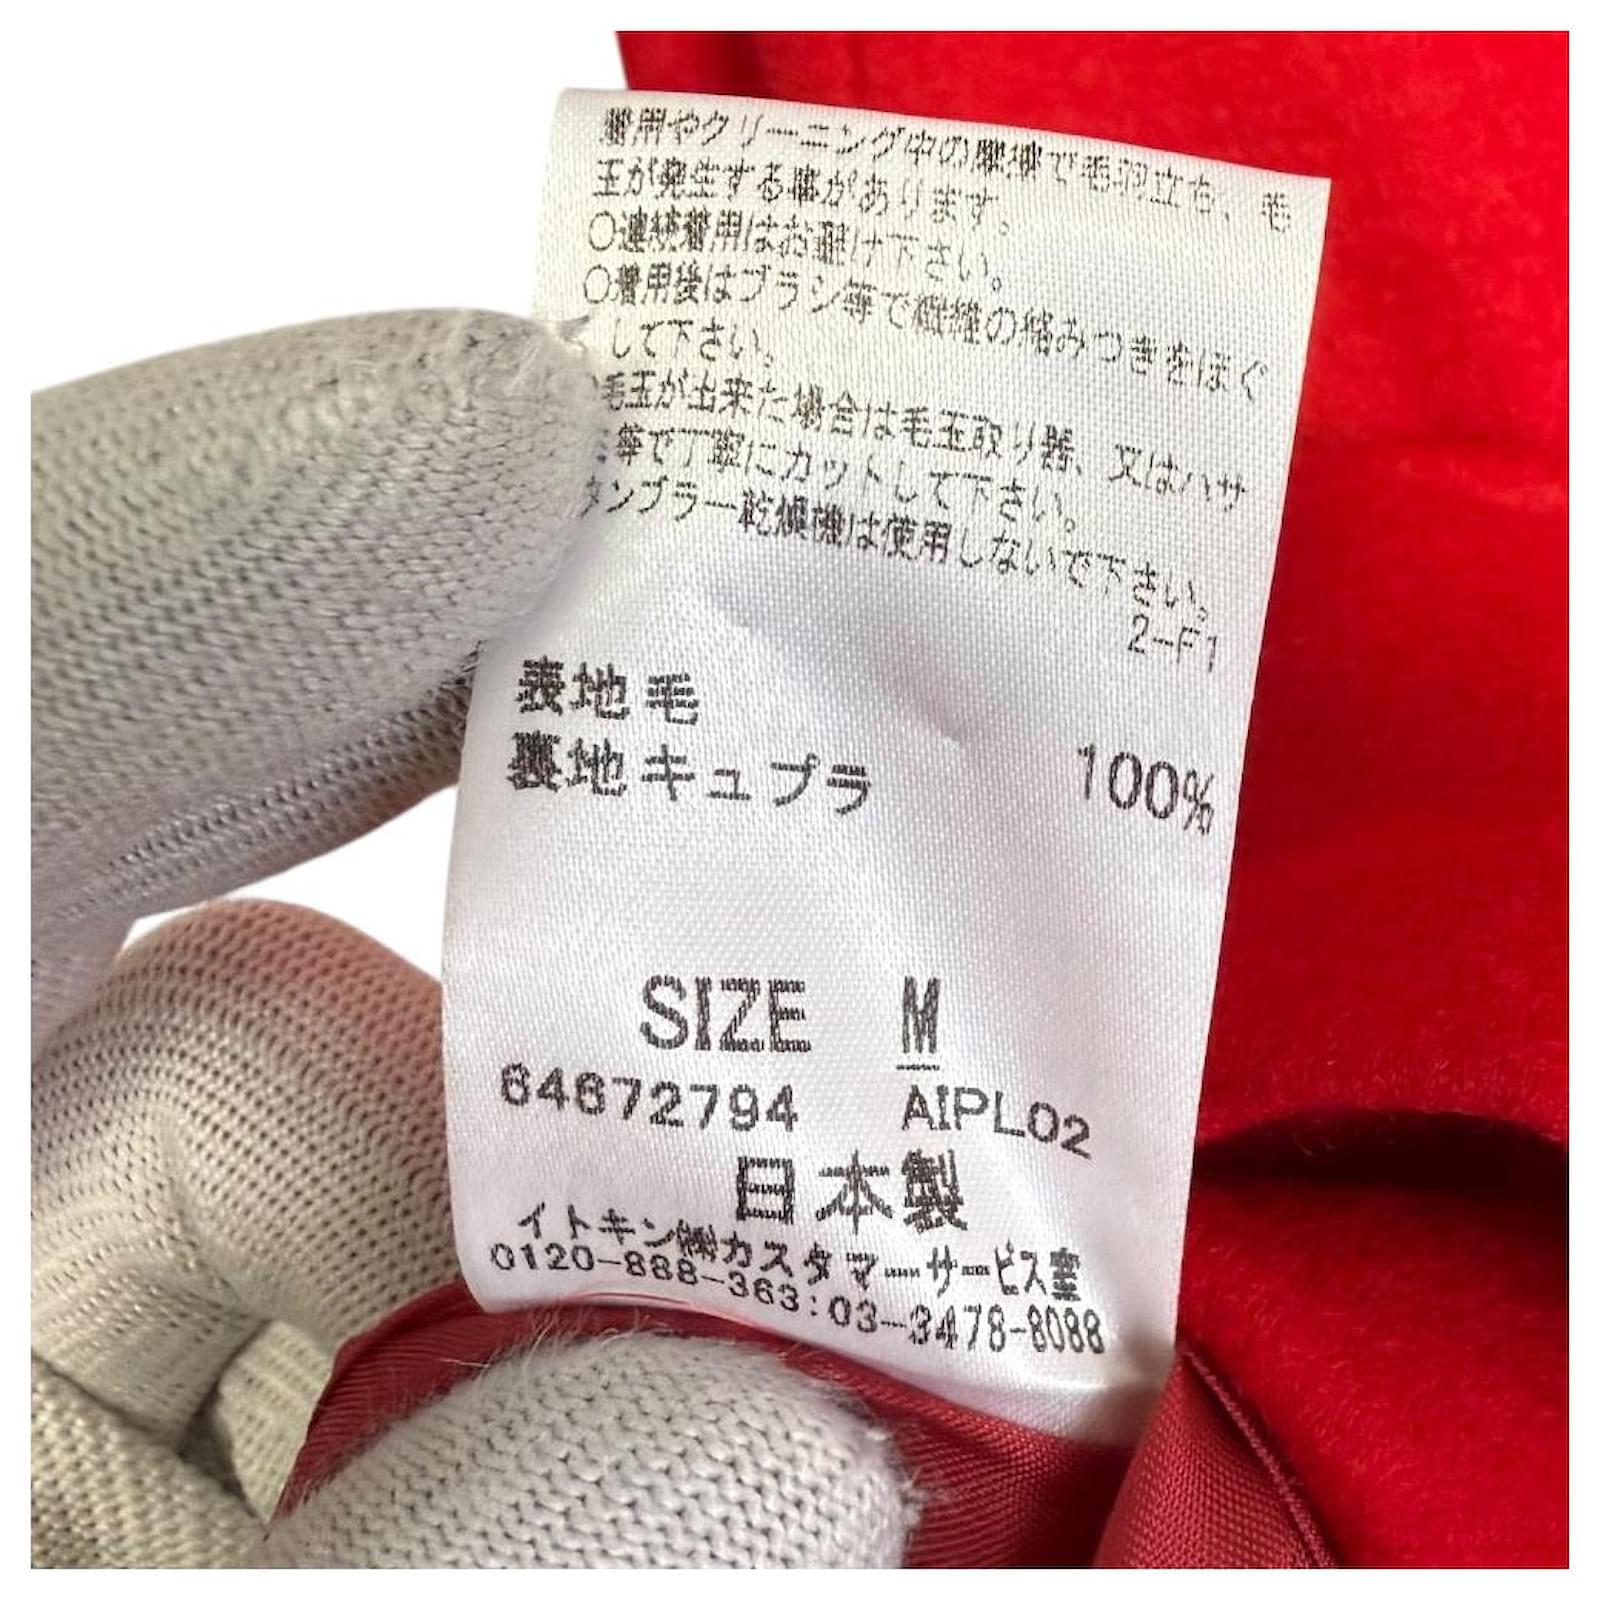 着用やクリーニング中の摩擦で毛羽立ち、毛
玉が発生する事があります。
○連続着用はお避け下さい。
○着用後はブラシ等で繊維の絡みつきをほぐ
して下さい。
毛玉が出来た場合は毛玉取り器、又はハサ
ミ等で丁寧にカットして下さい。
タンブラー乾燥機は使用しないで下さい。
2-F1
表地毛
裏地キュプラ 100%
SIZE M
64672794 AIPL02
日本製
イトキン㈱カスタマーサービス室
0120-888-363:03-3478-8088